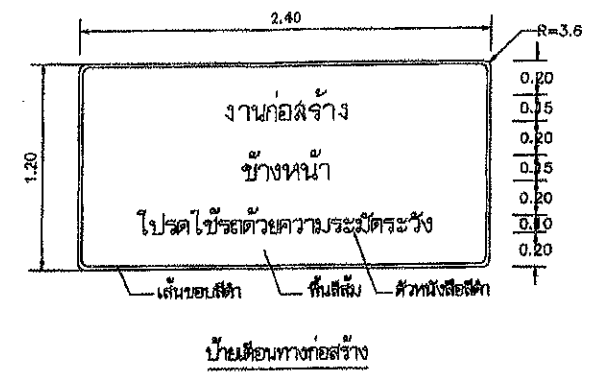 2.40
R=3.6
1.20
งานก่อสร้าง
ข้างหน้า
โปรดใช้รถด้วยความระมัดระวัง
0.20
0.15
0.20
0.15
0.20
0.10
0.20
เส้นขอบสีดำ
พื้นสีส้ม
ตัวหนังสือสีดำ
ป้ายเตือนทางก่อสร้าง